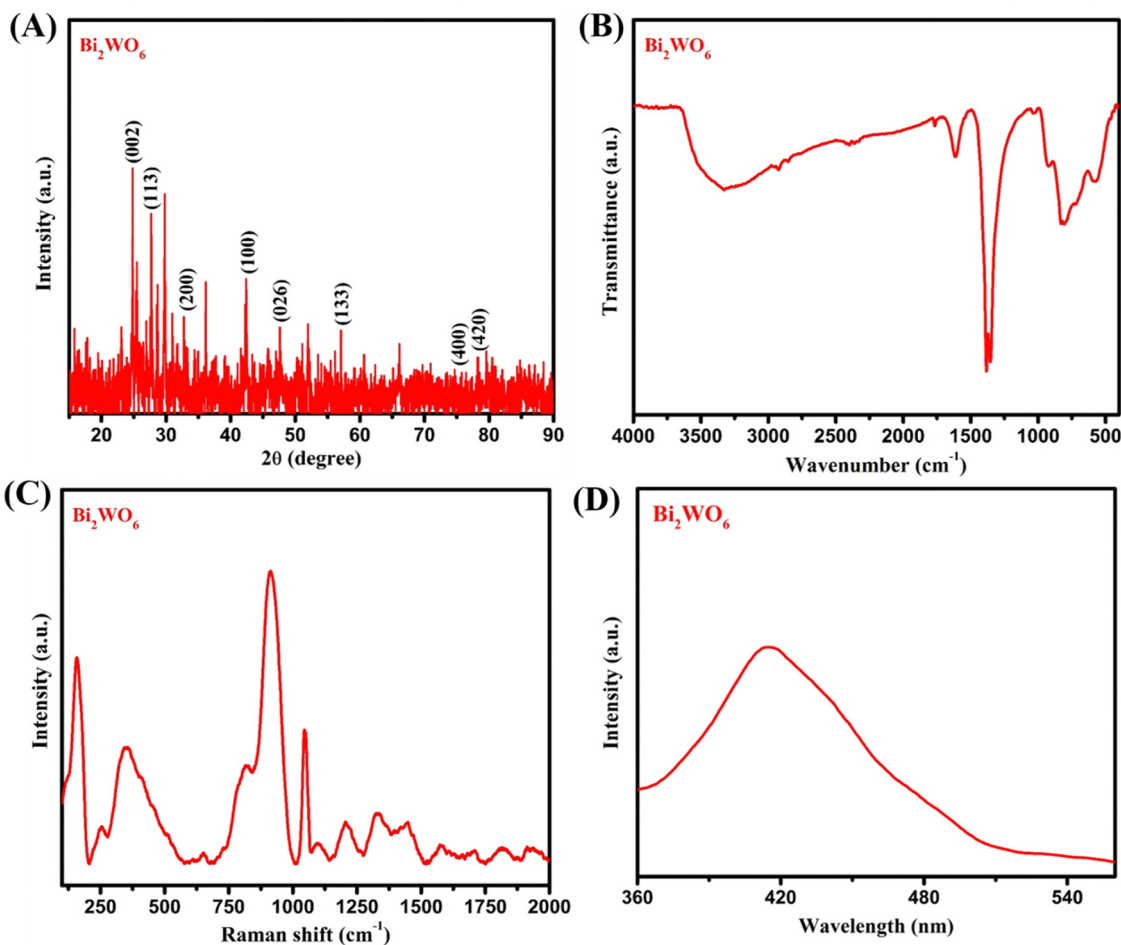 (A)
Bi₂WO₆
(002)
(113)
(200)
(100)
(026)
(133)
(400)
(420)
Intensity (a.u.)
20 30 40 50 60 70 80 90
2θ (degree)
(B)
Bi₂WO₆
Transmittance (a.u.)
4000 3500 3000 2500 2000 1500 1000 500
Wavenumber (cm⁻¹)
(C)
Bi₂WO₆
Intensity (a.u.)
250 500 750 1000 1250 1500 1750 2000
Raman shift (cm⁻¹)
(D)
Bi₂WO₆
Intensity (a.u.)
360 420 480 540
Wavelength (nm)